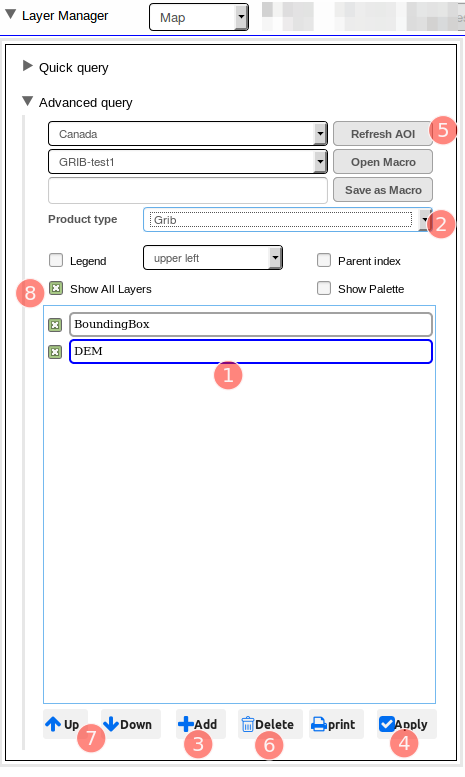 Layer Manager Map
Quick query
Advanced query
Canada Refresh AOI 5
GRIB-test1 Open Macro
Save as Macro
Product type Grib 2
Legend upper left Parent index
8 Show All Layers Show Palette
BoundingBox
DEM
1
Up Down Add Delete print Apply
7 3 6 4